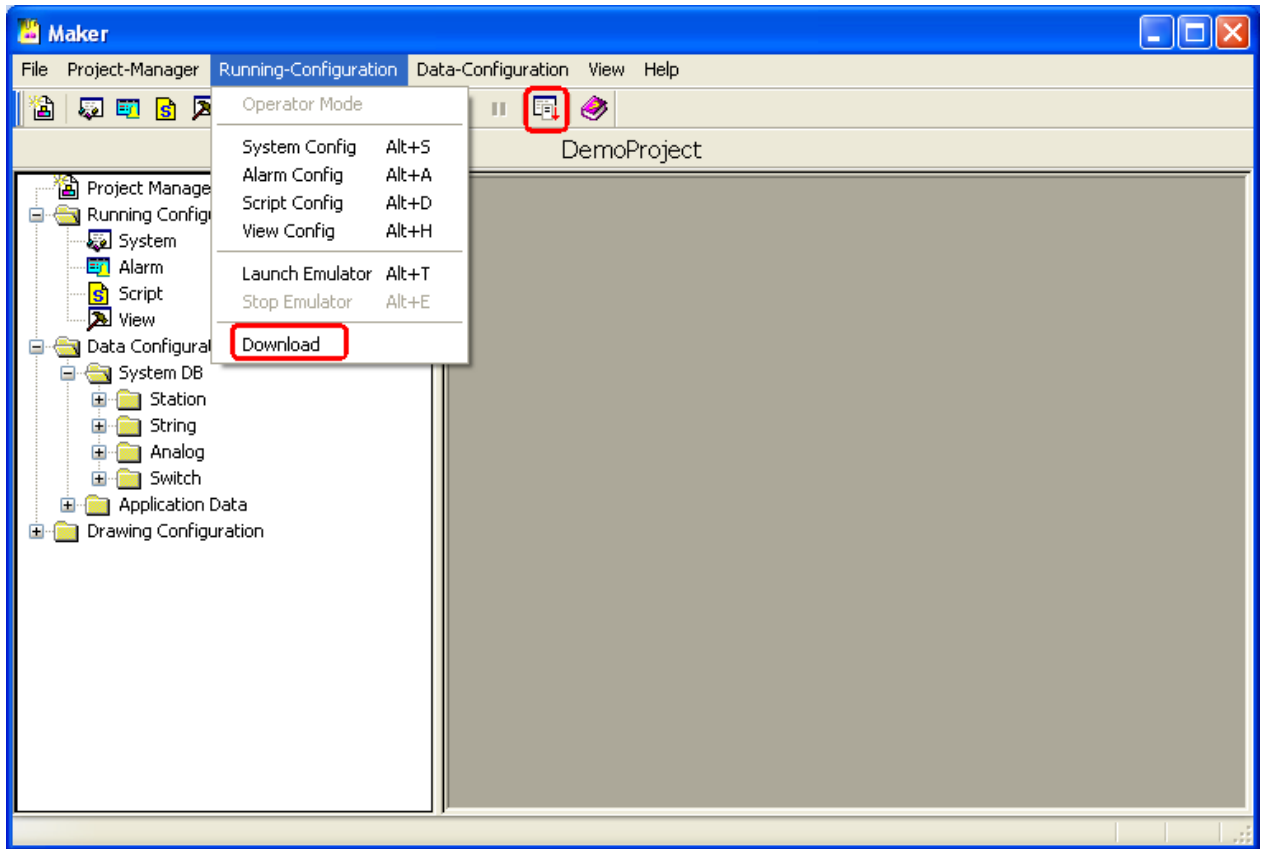 Maker
File Project-Manager Running-Configuration Data-Configuration View Help
Operator Mode
System Config Alt+S
Alarm Config Alt+A
Script Config Alt+D
View Config Alt+H
Launch Emulator Alt+T
Stop Emulator Alt+E
Download
DemoProject
Project Manage
Running Config
System
Alarm
Script
View
Data Configurat
System DB
Station
String
Analog
Switch
Application Data
Drawing Configuration